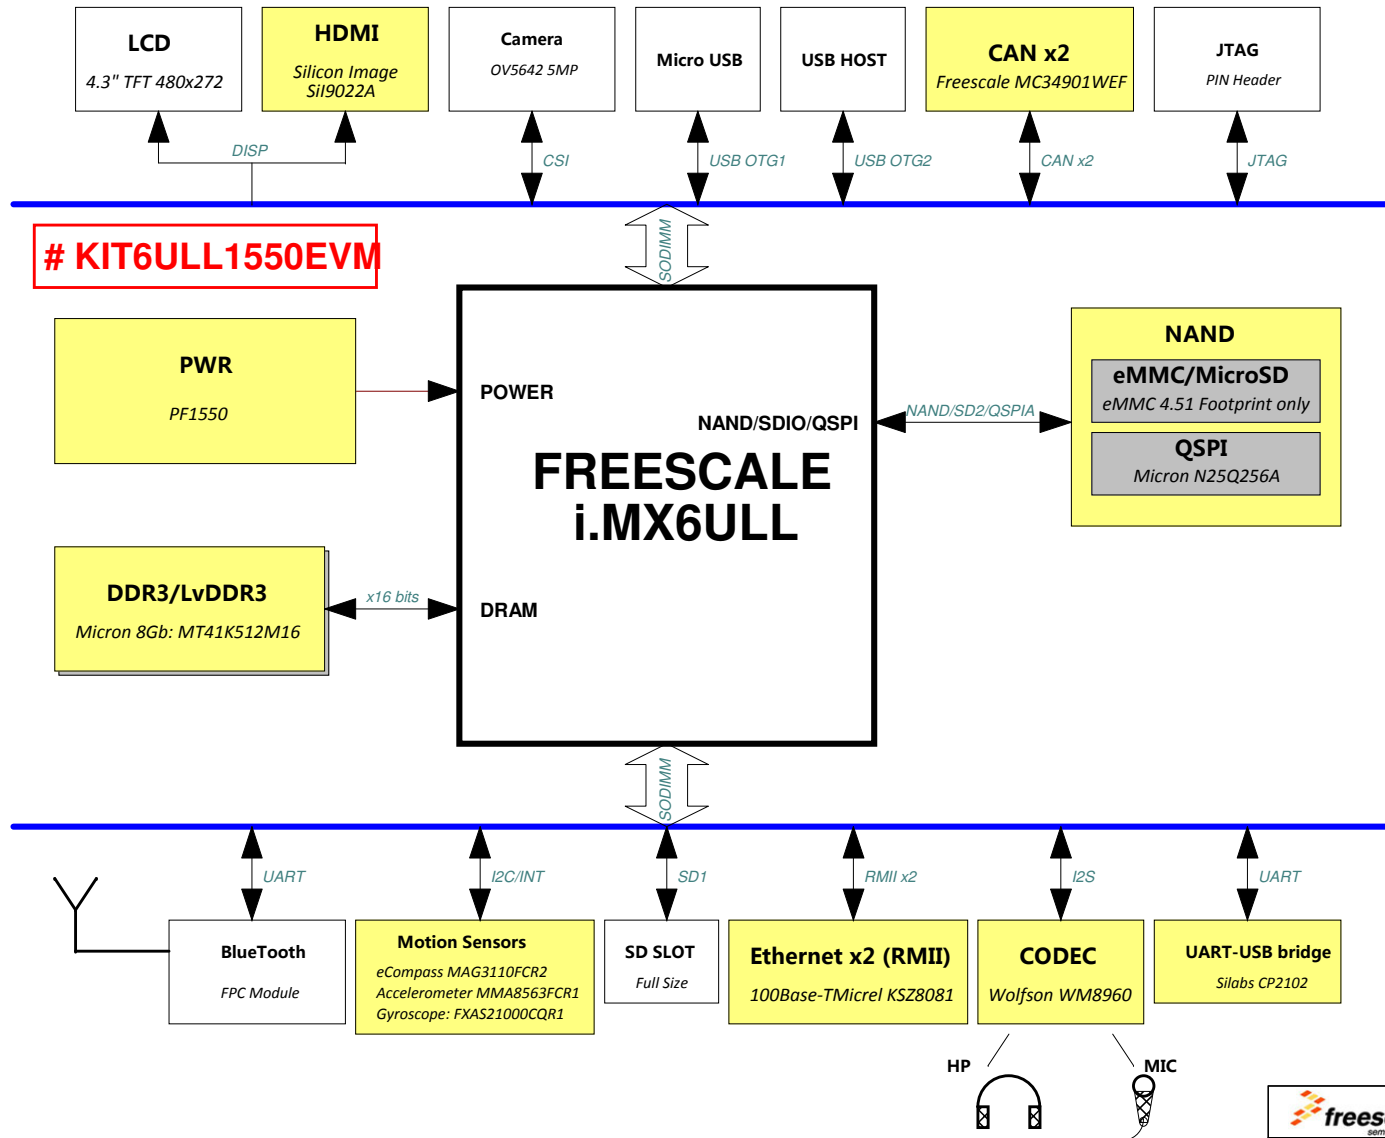 LCD
4.3" TFT 480x272
HDMI
Silicon Image
SiI9022A
Camera
OV5642 5MP
Micro USB
USB HOST
CAN x2
Freescale MC34901WEF
JTAG
PIN Header
DISP
CSI
USB OTG1
USB OTG2
CAN x2
JTAG
SODIMM
# KIT6ULL1550EVM
PWR
PF1550
POWER
NAND/SDIO/QSPI
NAND/SD2/QSPIA
NAND
eMMC/MicroSD
eMMC 4.51 Footprint only
QSPI
Micron N25Q256A
FREESCALE
i.MX6ULL
DDR3/LvDDR3
Micron 8Gb: MT41K512M16
x16 bits
DRAM
SODIMM
UART
I2C/INT
SD1
RMII x2
I2S
UART
BlueTooth
FPC Module
Motion Sensors
eCompass MAG3110FCR2
Accelerometer MMA8563FCR1
Gyroscope: FXAS21000CQR1
SD SLOT
Full Size
Ethernet x2 (RMII)
100Base-TMicrel KSZ8081
CODEC
Wolfson WM8960
UART-USB bridge
Silabs CP2102
HP
MIC